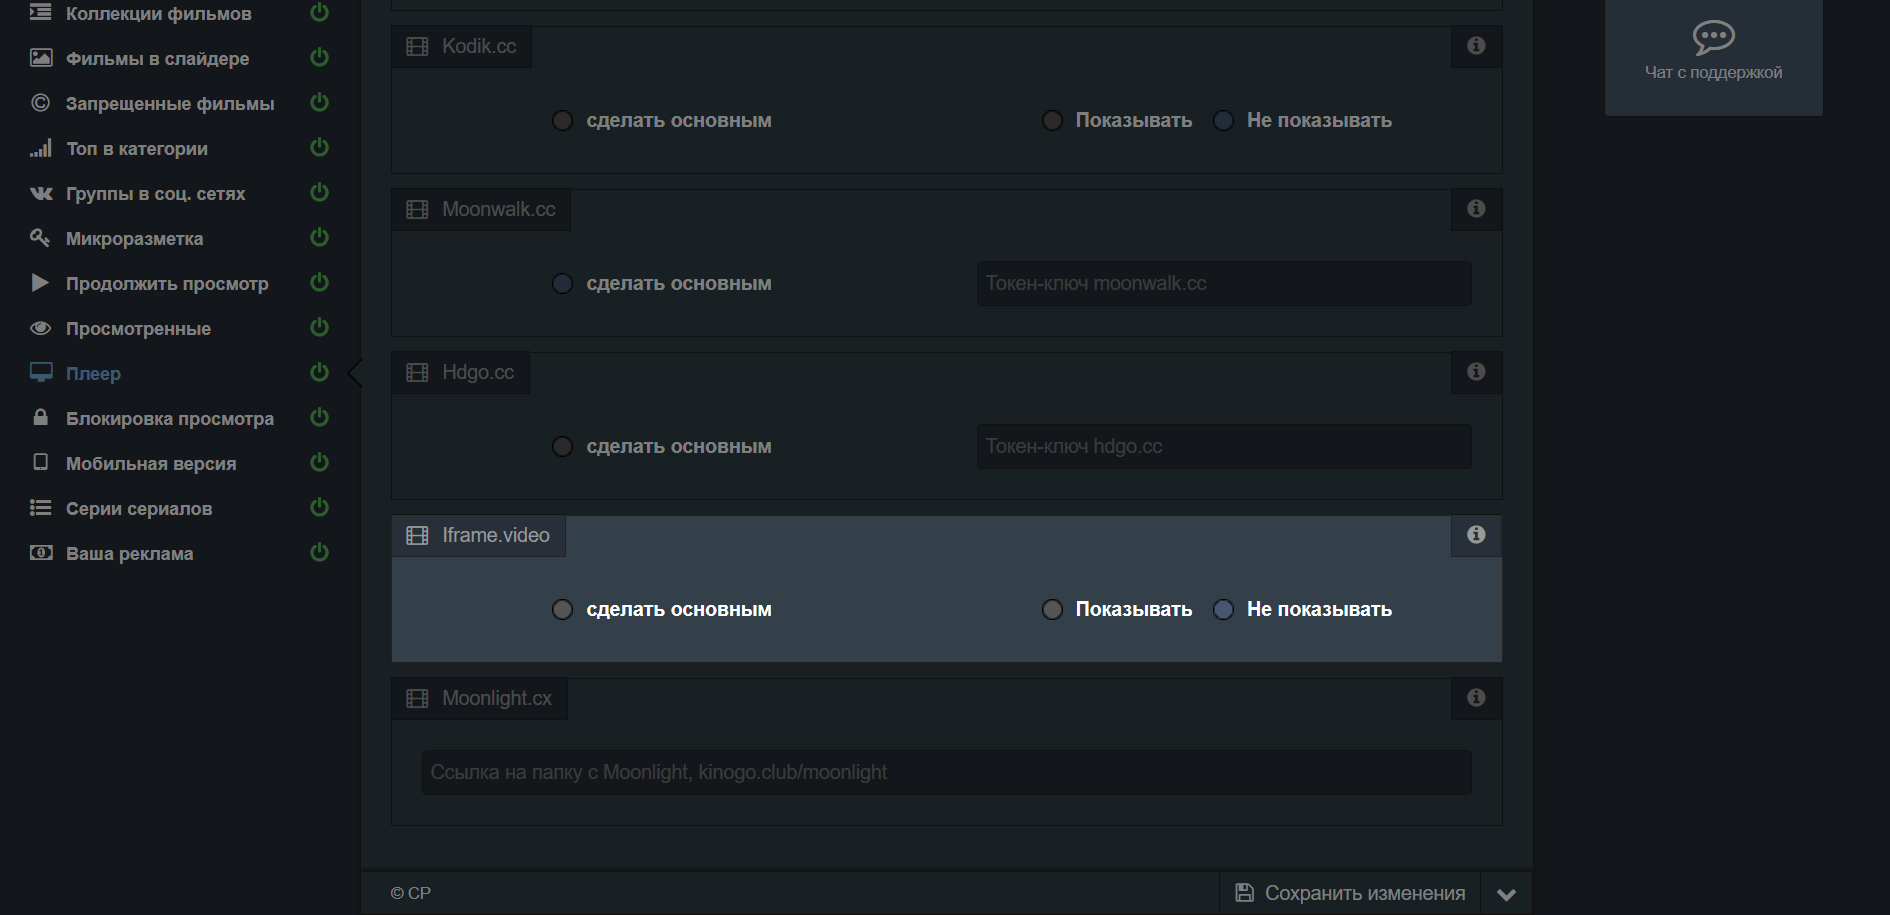 Коллекции фильмов
Фильмы в слайдере
Запрещенные фильмы
Топ в категории
Группы в соц. сетях
Микроразметка
Продолжить просмотр
Просмотренные
Плеер
Блокировка просмотра
Мобильная версия
Серии сериалов
Ваша реклама
Kodik.cc
сделать основным
Показывать
Не показывать
Moonwalk.cc
сделать основным
Токен-ключ moonwalk.cc
Hdgo.cc
сделать основным
Токен-ключ hdgo.cc
Iframe.video
сделать основным
Показывать
Не показывать
Moonlight.cx
Ссылка на папку с Moonlight, kinogo.club/moonlight
© CP
Сохранить изменения
Чат с поддержкой